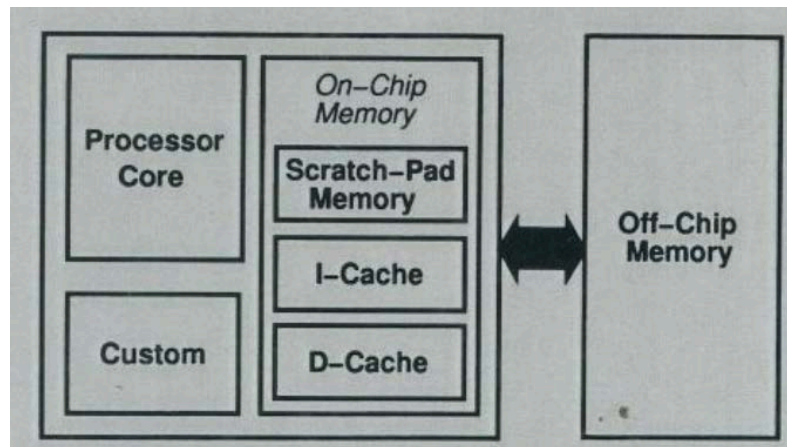 Processor
Core
Custom
On-Chip
Memory
Scratch-Pad
Memory
I-Cache
D-Cache
Off-Chip
Memory